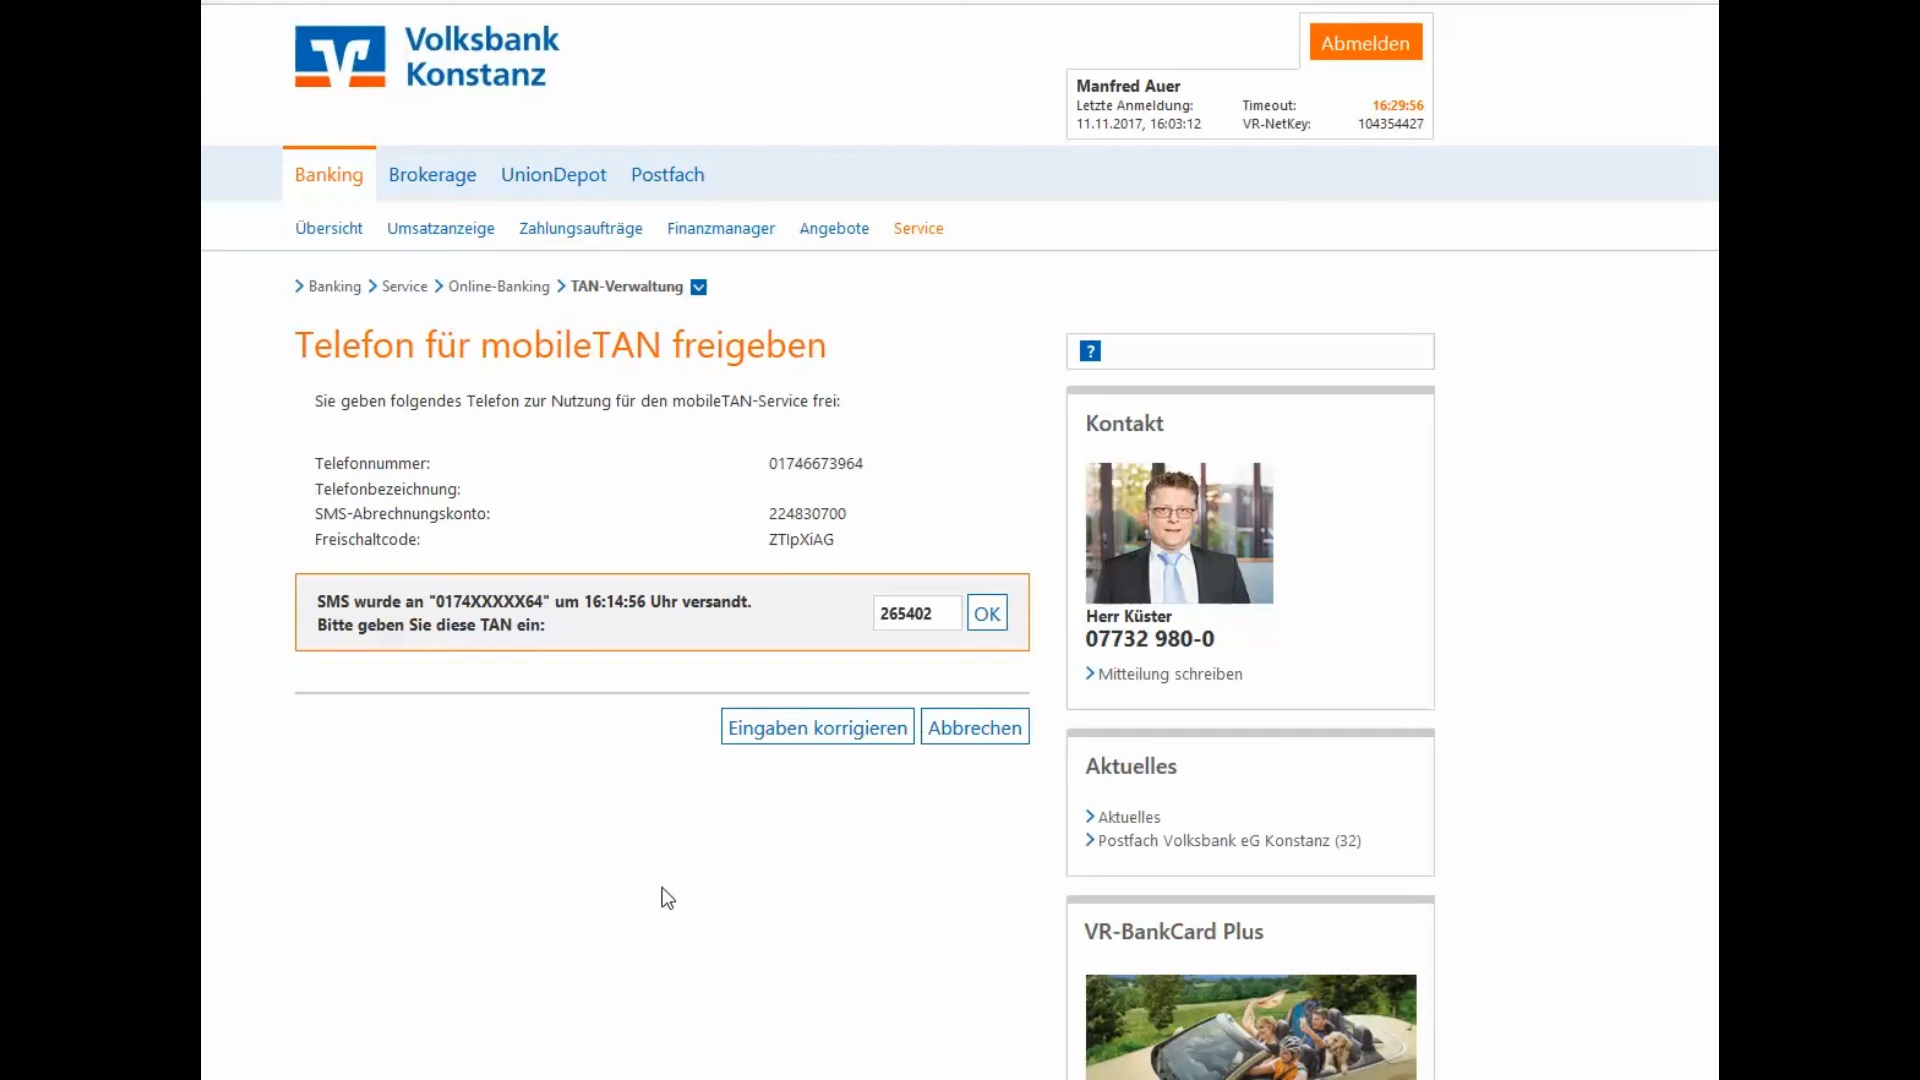 Volksbank
Konstanz
Abmelden
Manfred Auer
Letzte Anmeldung: Timeout: 16:29:56
11.11.2017, 16:03:12 VR-NetKey: 104354427
Banking Brokerage UnionDepot Postfach
Übersicht Umsatzanzeige Zahlungsaufträge Finanzmanager Angebote Service
Banking Service Online-Banking TAN-Verwaltung
Telefon für mobileTAN freigeben
?
Sie geben folgendes Telefon zur Nutzung für den mobileTAN-Service frei:
Telefonnummer: 01746673964
Telefonbezeichnung:
SMS-Abrechnungskonto: 224830700
Freischaltcode: ZTIpXiAG
SMS wurde an "0174XXXXX64" um 16:14:56 Uhr versandt.
Bitte geben Sie diese TAN ein: 265402 OK
Eingaben korrigieren Abbrechen
Kontakt
Herr Küster
07732 980-0
Mitteilung schreiben
Aktuelles
Aktuelles
Postfach Volksbank eG Konstanz (32)
VR-BankCard Plus